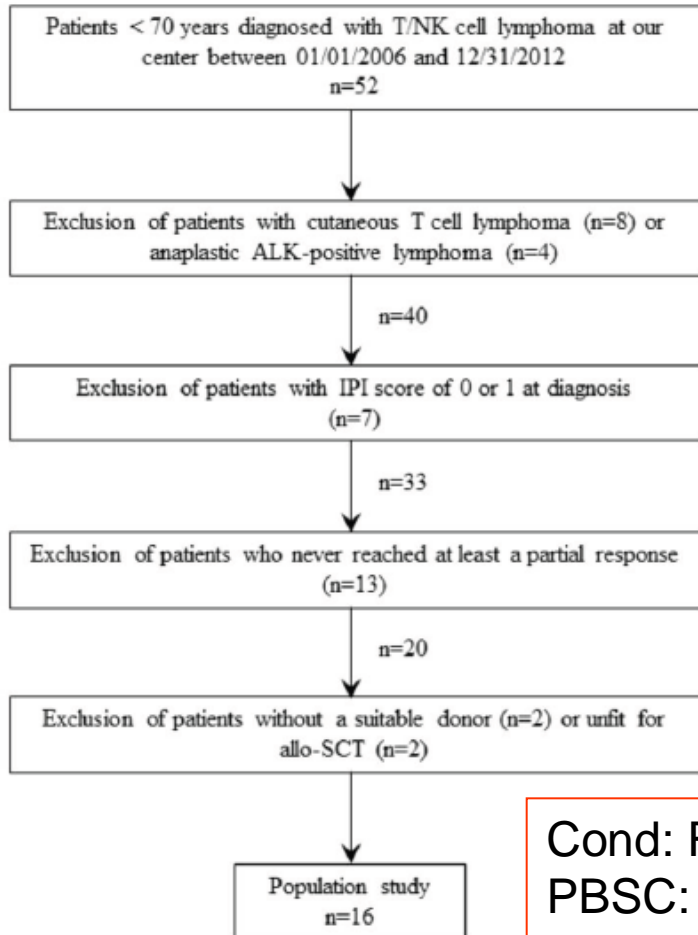 Patients < 70 years diagnosed with T/NK cell lymphoma at our
center between 01/01/2006 and 12/31/2012
n=52
Exclusion of patients with cutaneous T cell lymphoma (n=8) or
anaplastic ALK-positive lymphoma (n=4)
n=40
Exclusion of patients with IPI score of 0 or 1 at diagnosis
(n=7)
n=33
Exclusion of patients who never reached at least a partial response
(n=13)
n=20
Exclusion of patients without a suitable donor (n=2) or unfit for
allo-SCT (n=2)
Population study
n=16
Cond:
PBSC: